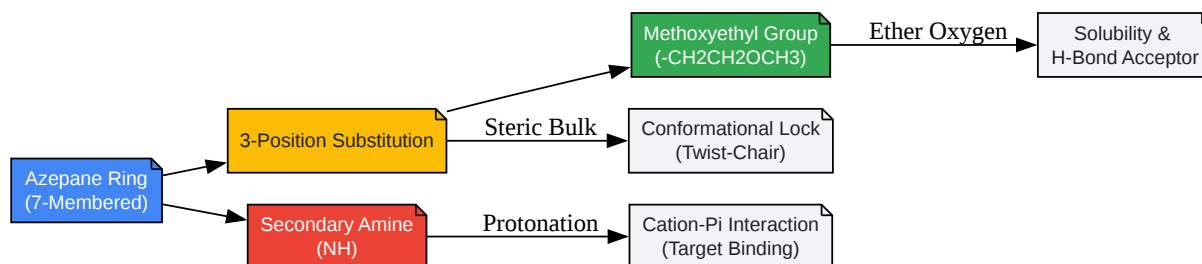 Azepane Ring
(7-Membered)
3-Position Substitution
Secondary Amine
(NH)
Methoxyethyl Group
(-CH2CH2OCH3)
Steric Bulk
Conformational Lock
(Twist-Chair)
Protonation
Cation-Pi Interaction
(Target Binding)
Ether Oxygen
Solubility &
H-Bond Acceptor